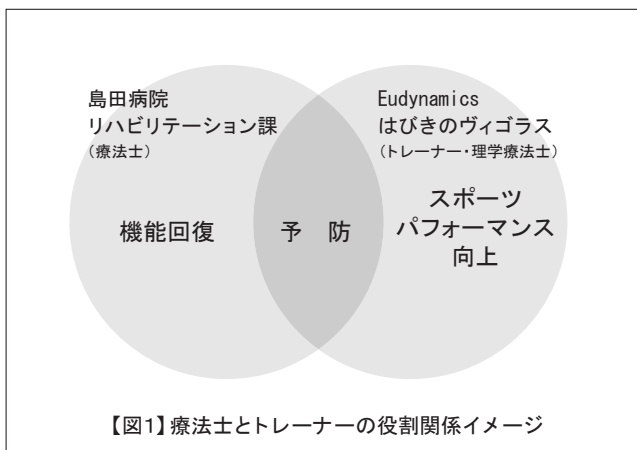 島田病院
リハビリテーション課
（療法士）
Eudynamics
はびきのヴィゴラス
（トレーナー・理学療法士）
機能回復
予 防
スポーツ
パフォーマンス
向上
【図1】療法士とトレーナーの役割関係イメージ